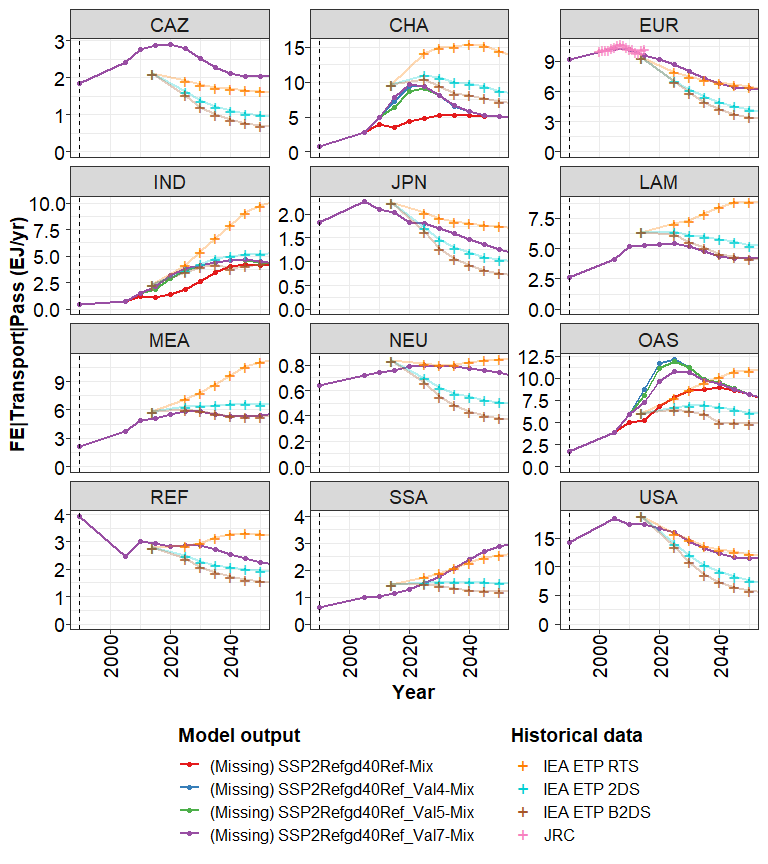 CAZ
CHA
EUR
3
2
1
0
15
10
5
0
9
6
3
0
IND
JPN
LAM
10.0
7.5
5.0
2.5
0.0
2.0
1.5
1.0
0.5
0.0
7.5
5.0
2.5
0.0
FE|Transport|Pass (EJ/yr)
MEA
NEU
OAS
9
6
3
0
0.8
0.6
0.4
0.2
0.0
12.5
10.0
7.5
5.0
2.5
0.0
REF
SSA
USA
4
3
2
1
0
4
3
2
1
0
15
10
5
0
2000
2020
2040
2000
2020
2040
2000
2020
2040
Year
Model output
(Missing) SSP2Refgd40Ref-Mix
(Missing) SSP2Refgd40Ref_Val4-Mix
(Missing) SSP2Refgd40Ref_Val5-Mix
(Missing) SSP2Refgd40Ref_Val7-Mix
Historical data
IEA ETP RTS
IEA ETP 2DS
IEA ETP B2DS
JRC